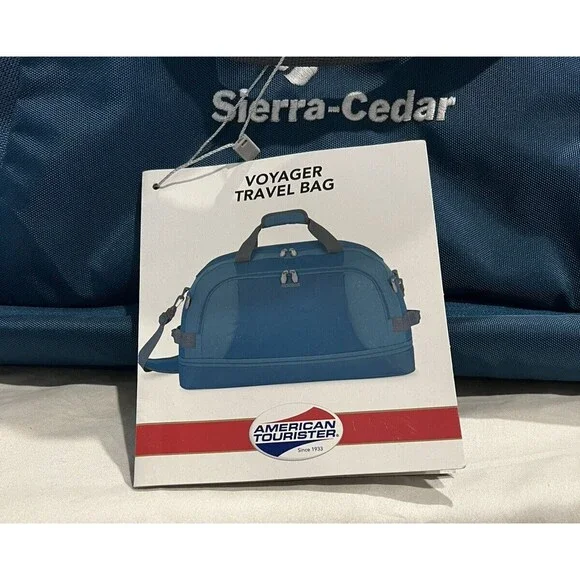 Sierra-Cedar
VOYAGER
TRAVEL BAG
AMERICAN
TOURISTER®
Since 1933